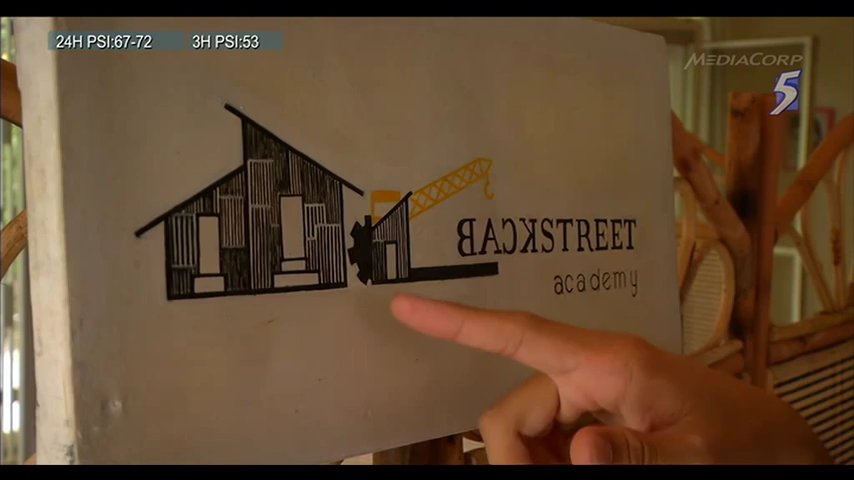 24H PSI:67-72 3H PSI:53
MEDIACORP
5
BACKSTREET
academy